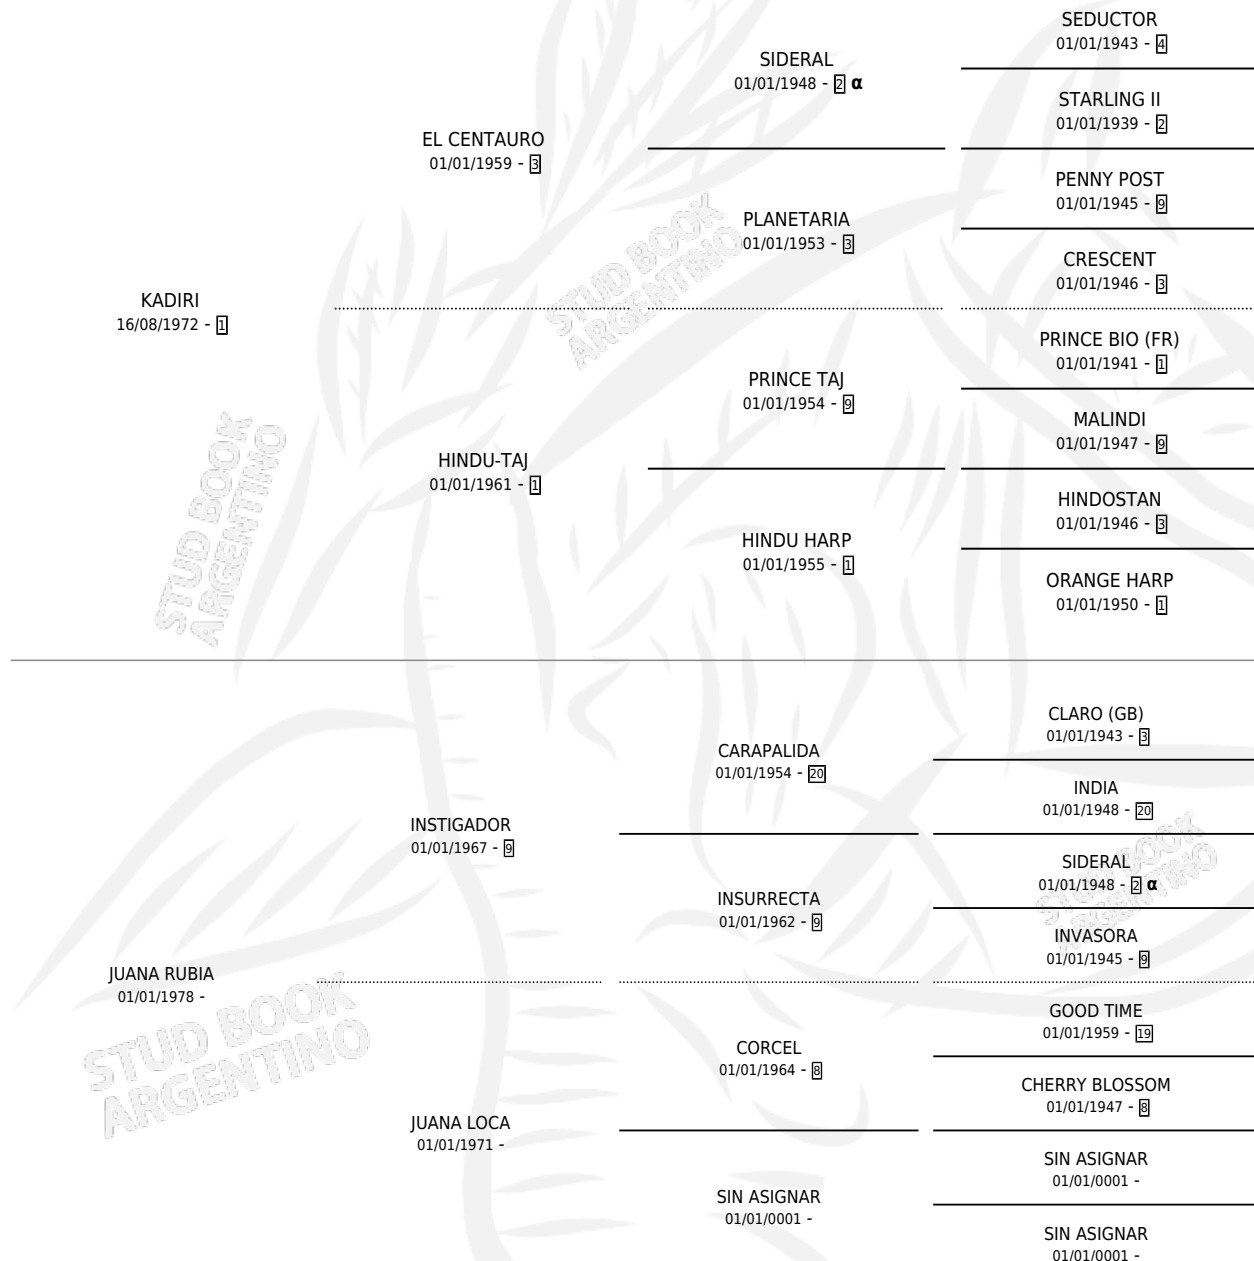 SEDUCTOR
01/01/1943 - 4
SIDERAL
01/01/1948 - 2 α
STARLING II
01/01/1939 - 2
EL CENTAURO
01/01/1959 - 3
PENNY POST
01/01/1945 - 9
PLANETARIA
01/01/1953 - 3
CRESCENT
01/01/1946 - 3
KADIRI
16/08/1972 - 1
PRINCE BIO (FR)
01/01/1941 - 1
PRINCE TAJ
01/01/1954 - 9
MALINDI
01/01/1947 - 9
HINDU-TAJ
01/01/1961 - 1
HINDOSTAN
01/01/1946 - 3
HINDU HARP
01/01/1955 - 1
ORANGE HARP
01/01/1950 - 1
CLARO (GB)
01/01/1943 - 3
CARAPALIDA
01/01/1954 - 20
INDIA
01/01/1948 - 20
INSTIGADOR
01/01/1967 - 9
SIDERAL
01/01/1948 - 2 α
INSURRECTA
01/01/1962 - 9
INVASORA
01/01/1945 - 9
JUANA RUBIA
01/01/1978 -
GOOD TIME
01/01/1959 - 19
CORCEL
01/01/1964 - 8
CHERRY BLOSSOM
01/01/1947 - 8
JUANA LOCA
01/01/1971 -
SIN ASIGNAR
01/01/0001 -
SIN ASIGNAR
01/01/0001 -
SIN ASIGNAR
01/01/0001 -
STUD BOOK
ARGENTINO
STUD BOOK
ARGENTINO
STUD BOOK
ARGENTINO
STUD BOOK
ARGENTINO